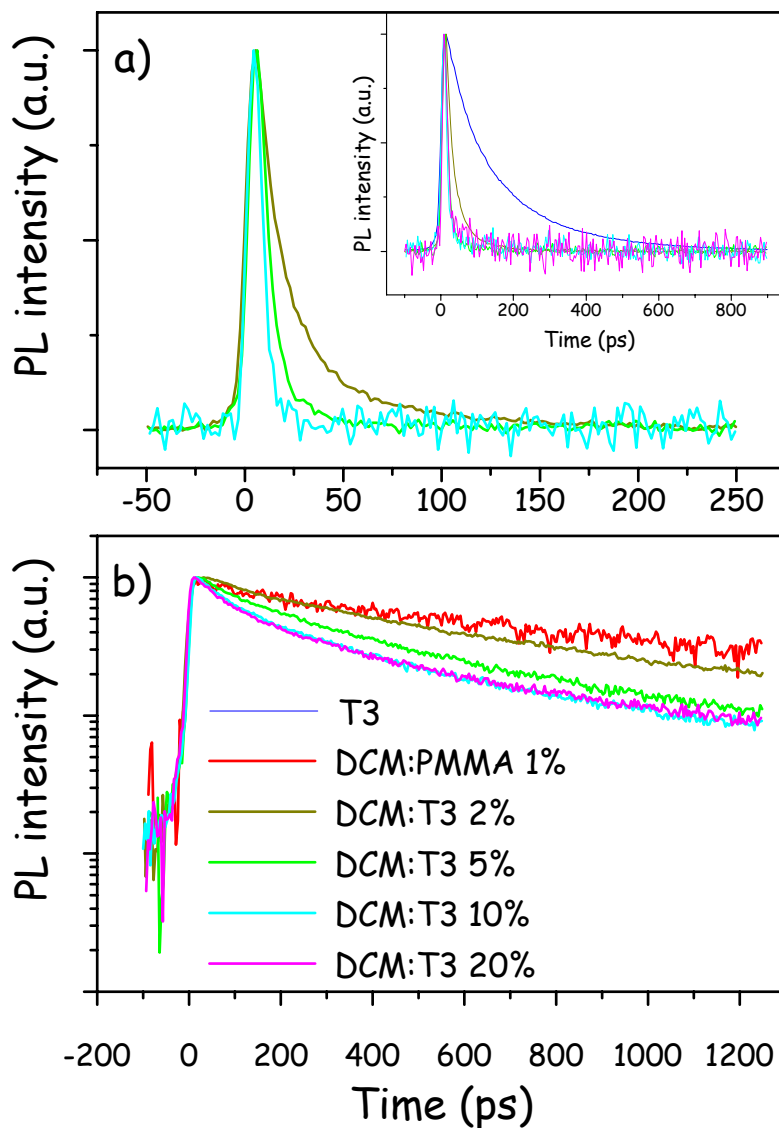 a)
PL intensity (a.u.)
PL intensity (a.u.)
0 200 400 600 800
Time (ps)
-50 0 50 100 150 200 250
b)
PL intensity (a.u.)
T3
DCM:PMMA 1%
DCM:T3 2%
DCM:T3 5%
DCM:T3 10%
DCM:T3 20%
-200 0 200 400 600 800 1000 1200
Time (ps)